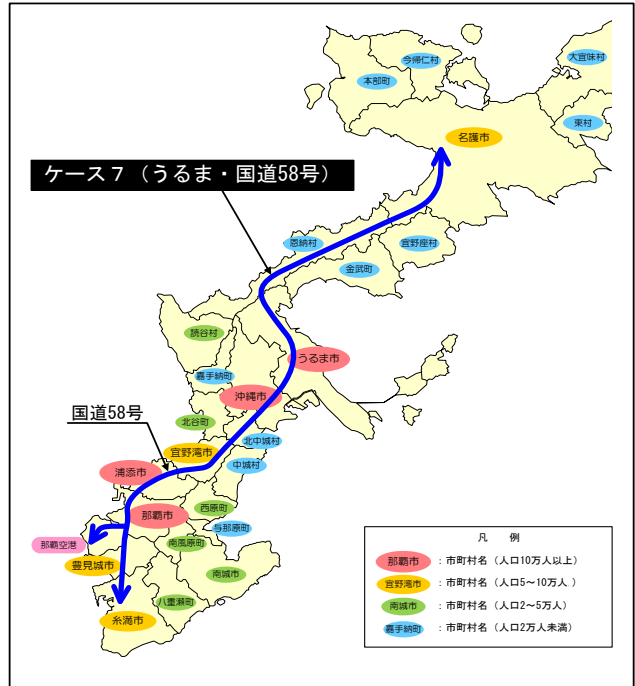 今帰仁村
大宜味村
本部町
東村
名護市
ケース７（うるま・国道58号）
恩納村
宜野座村
金武町
読谷村
うるま市
嘉手納町
沖縄市
国道58号
北谷町
北中城村
宜野湾市
中城村
浦添市
西原町
那覇市
与那原町
那覇空港
南風原町
豊見城市
南城市
八重瀬町
糸満市
凡　例
那覇市 ：市町村名（人口10万人以上）
宜野湾市 ：市町村名（人口5～10万人）
南城市 ：市町村名（人口2～5万人）
嘉手納町 ：市町村名（人口2万人未満）